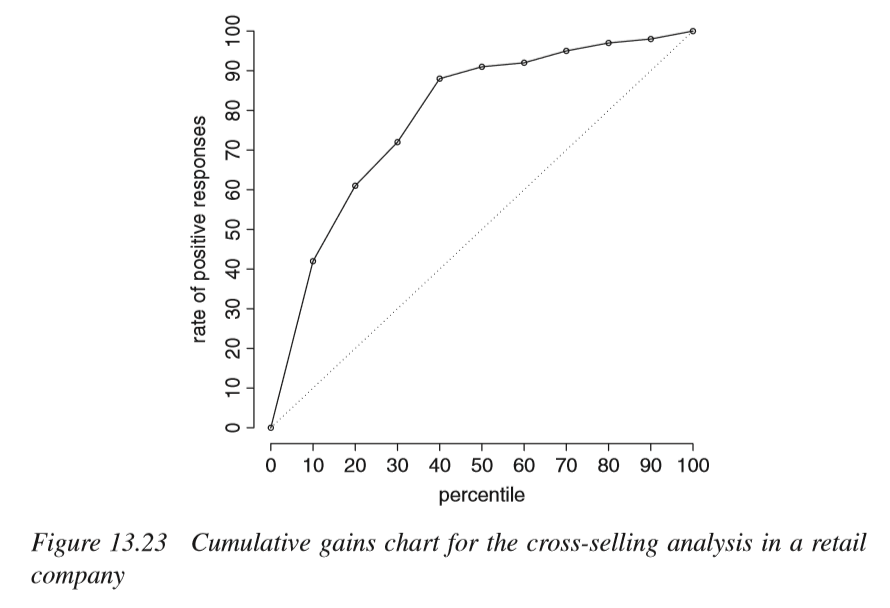 100
90
80
70
60
50
40
30
20
10
0
rate of positive responses
0 10 20 30 40 50 60 70 80 90 100
percentile
Figure 13.23 Cumulative gains chart for the cross-selling analysis in a retail
company